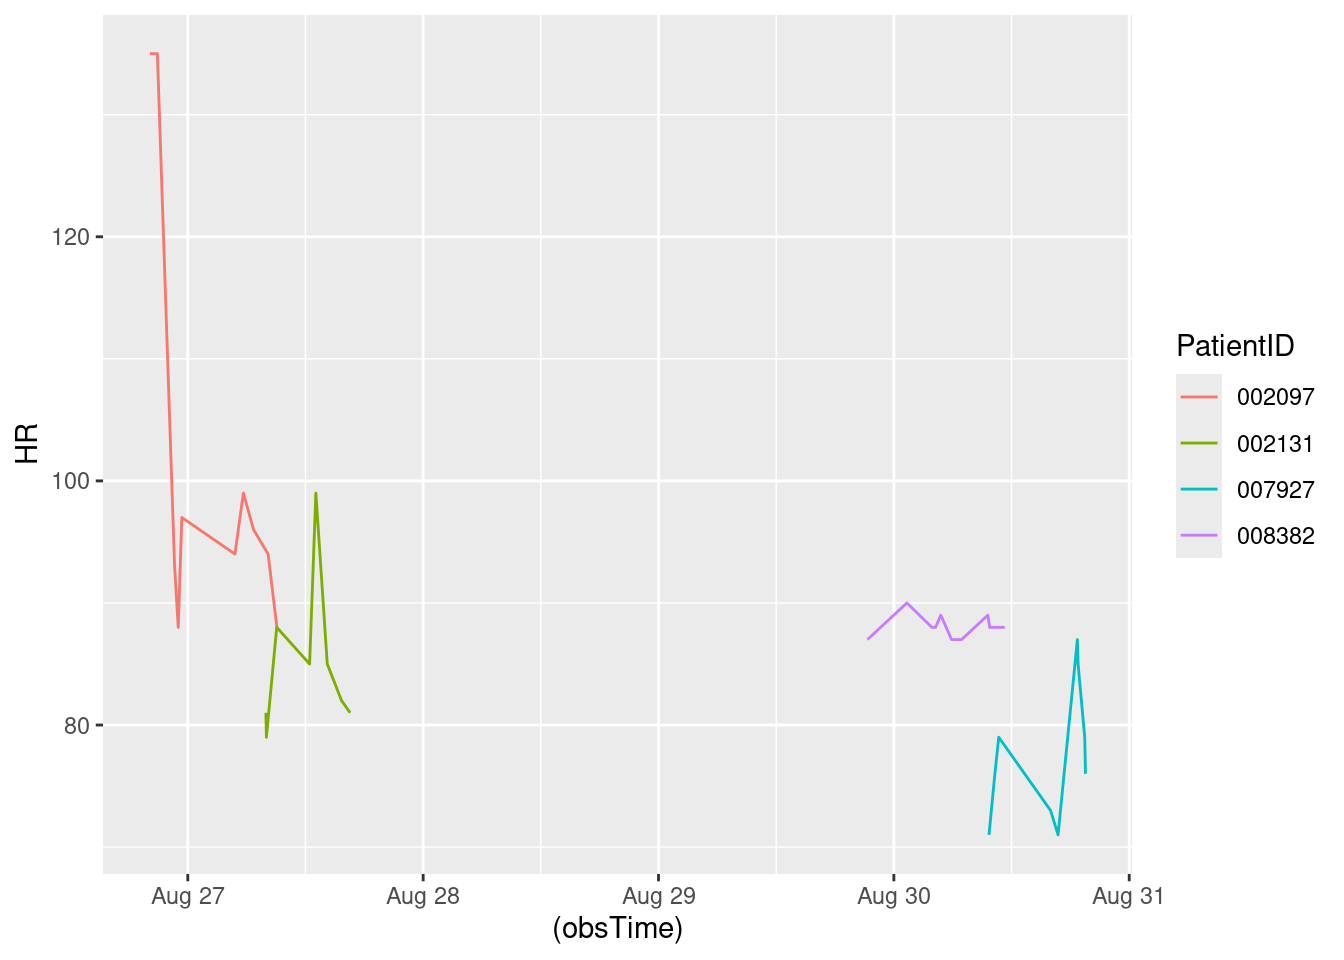 120
100
80
HR
Aug 27
Aug 28
Aug 29
Aug 30
Aug 31
(obsTime)
PatientID
002097
002131
007927
008382